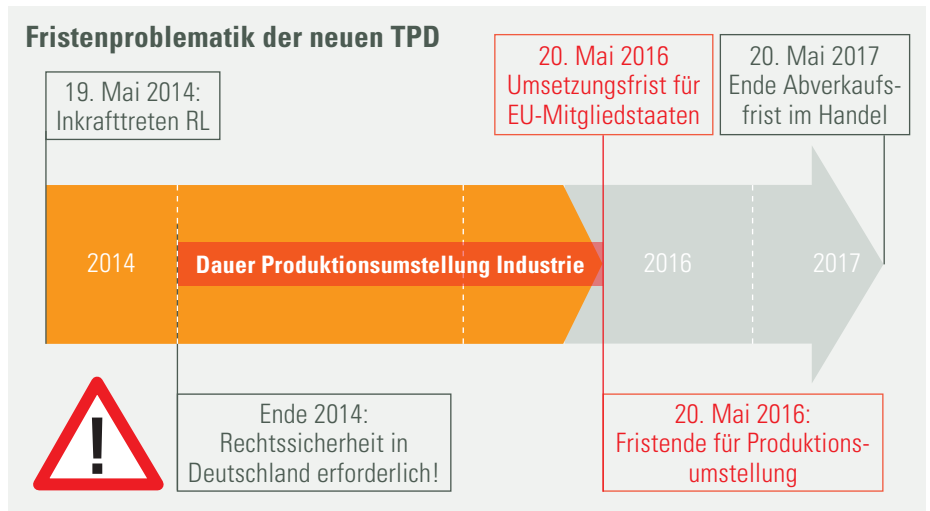 Fristenproblematik der neuen TPD
19. Mai 2014:
Inkrafttreten RL
20. Mai 2016
Umsetzungsfrist für
EU-Mitgliedstaaten
20. Mai 2017
Ende Abverkaufs-
frist im Handel
2014
Dauer Produktionsumstellung Industrie
2016
2017
!
Ende 2014:
Rechtssicherheit in
Deutschland erforderlich!
20. Mai 2016:
Fristende für Produktions-
umstellung